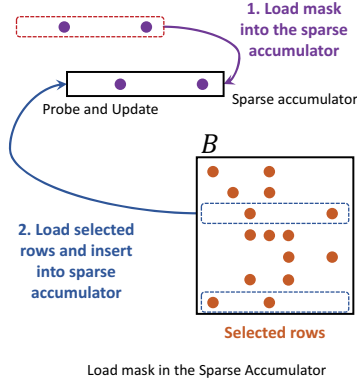 1. Load mask
into the sparse
accumulator
Sparse accumulator
Probe and Update
B
2. Load selected
rows and insert
into sparse
accumulator
Selected rows
Load mask in the Sparse Accumulator